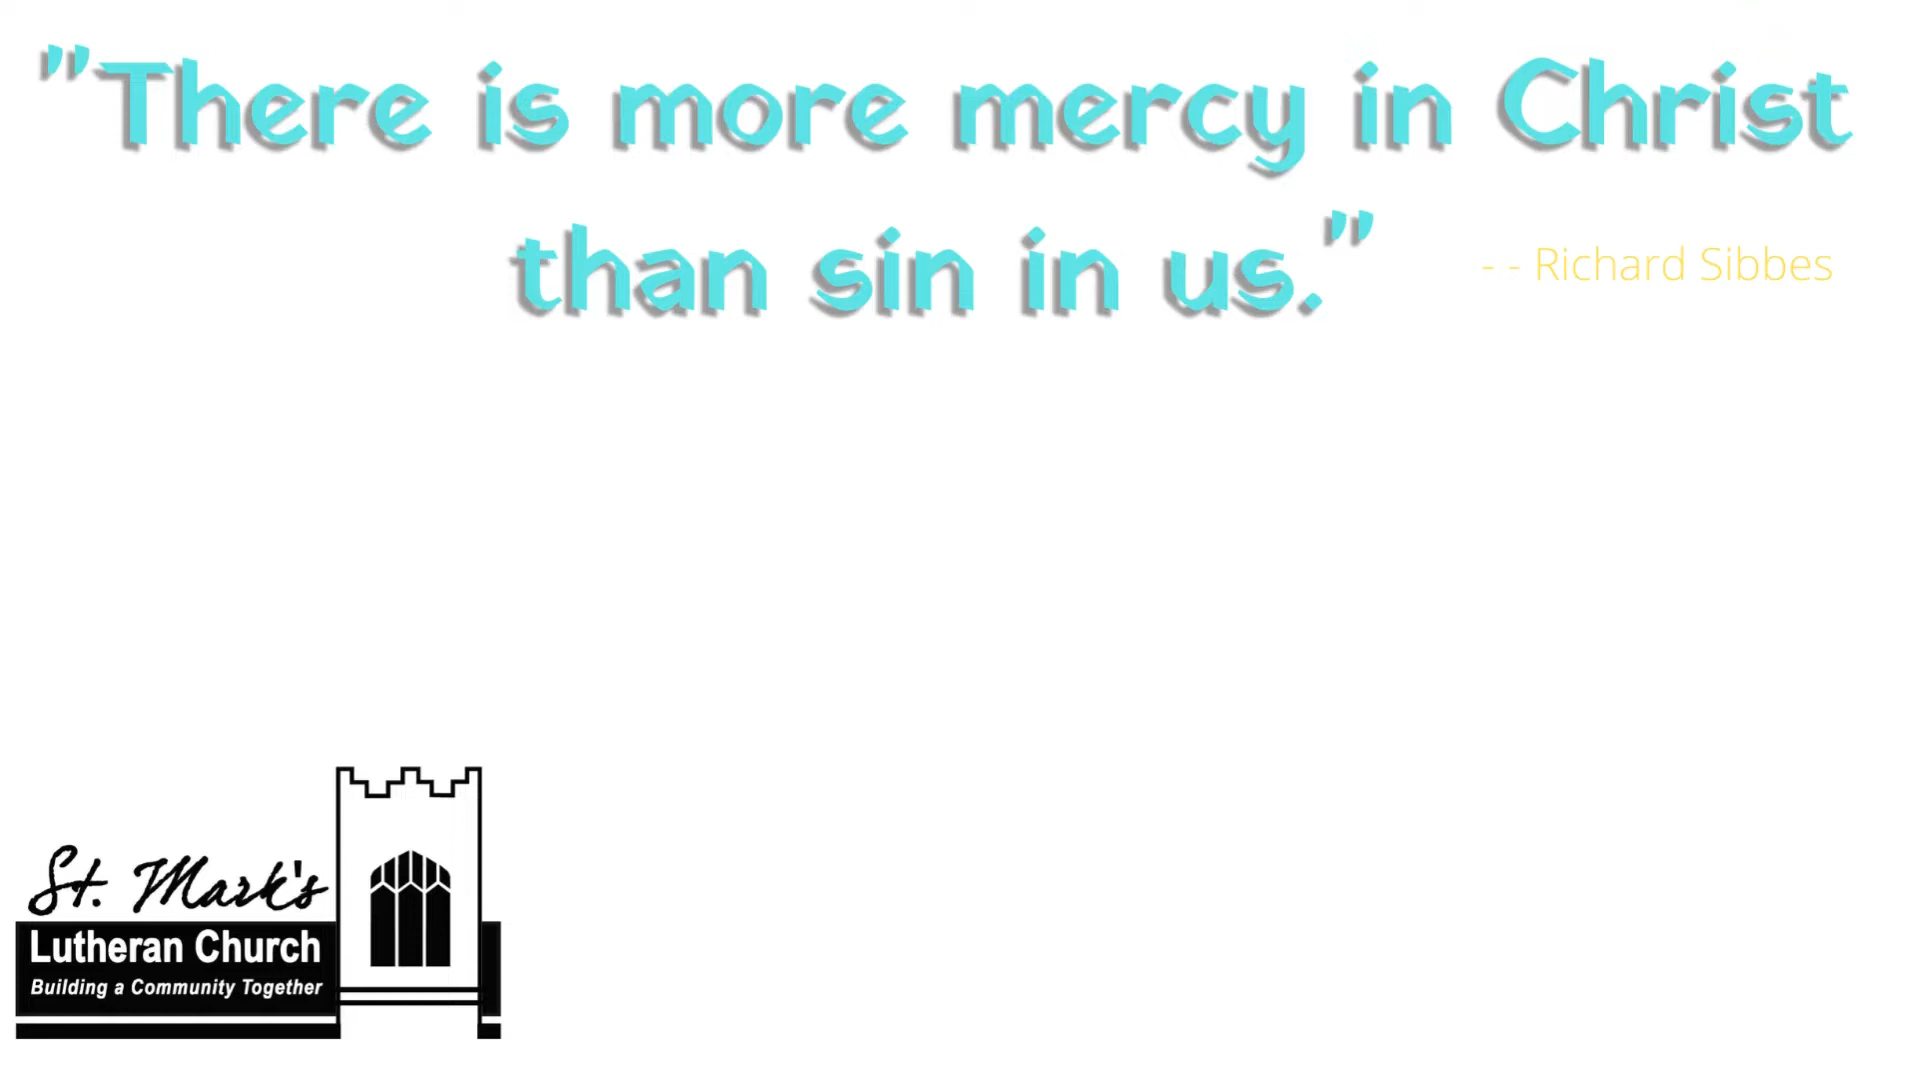 "There is more mercy in Christ
than sin in us."
- - Richard Sibbes
St. Mark's
Lutheran Church
Building a Community Together